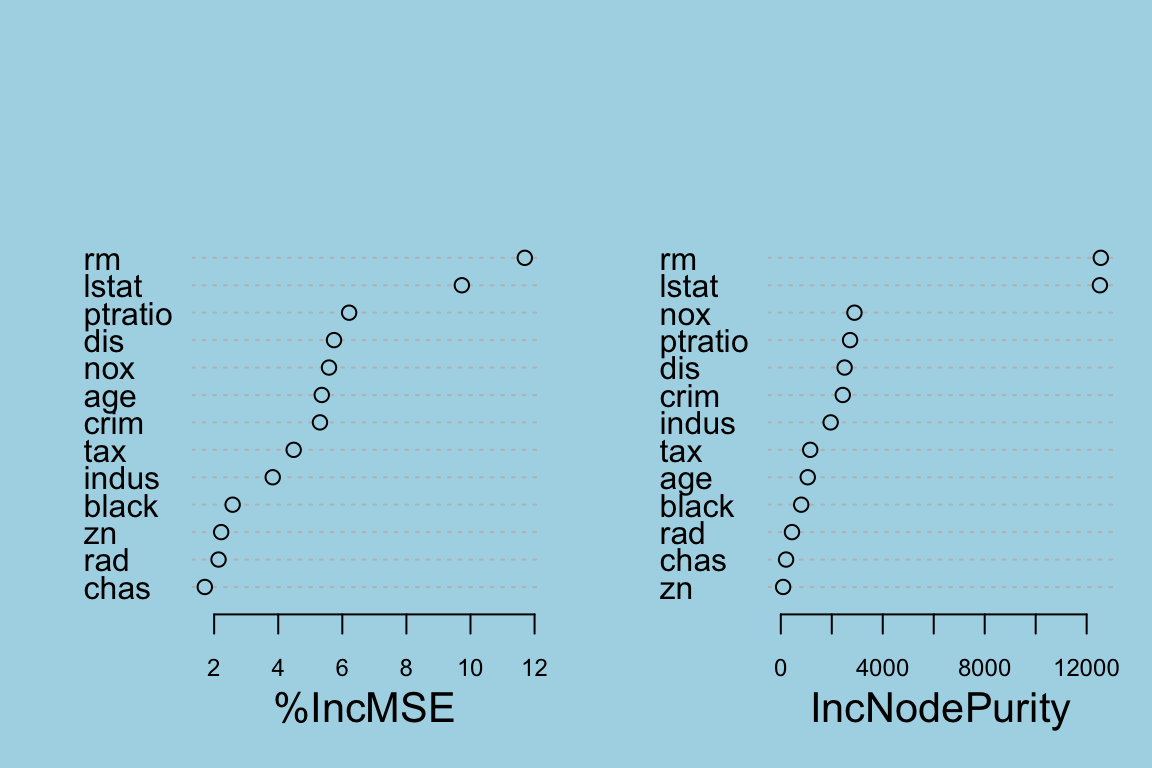 rm
lstat
ptratio
dis
nox
age
crim
tax
indus
black
zn
rad
chas
2 4 6 8 10 12
%IncMSE
rm
lstat
nox
ptratio
dis
crim
indus
tax
age
black
rad
chas
zn
0 4000 8000 12000
IncNodePurity